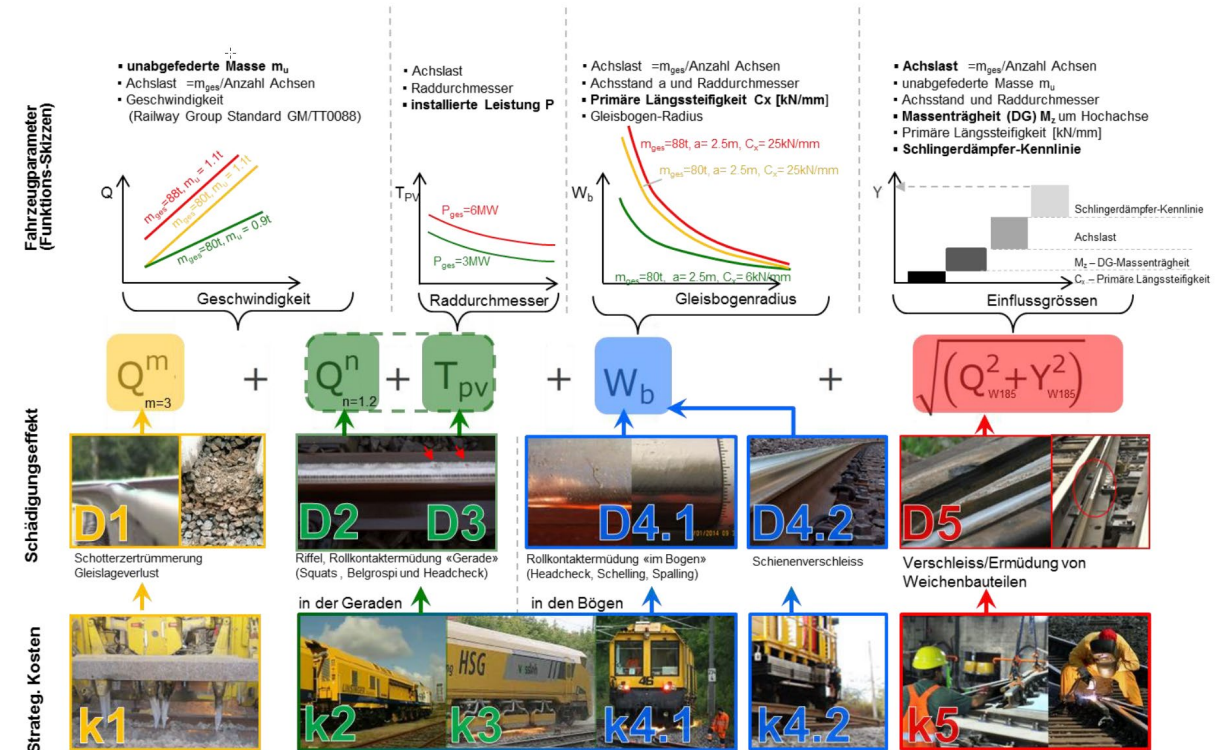 ▪ unabgefederte Masse mu
▪ Achslast =mges/Anzahl Achsen
▪ Geschwindigkeit
(Railway Group Standard GM/TT0088)
▪ Achslast
▪ Raddurchmesser
▪ installierte Leistung P
▪ Achslast =mges/Anzahl Achsen
▪ Achsstand a und Raddurchmesser
▪ Primäre Längssteifigkeit Cx [kN/mm]
▪ Gleisbogen-Radius
▪ Achslast =mges/Anzahl Achsen
▪ unabgefederte Masse mu
▪ Achsstand und Raddurchmesser
▪ Massenträgheit (DG) Mz um Hochachse
▪ Primäre Längssteifigkeit [kN/mm]
▪ Schlingerdämpfer-Kennlinie
Fahrzeugparameter
(Funktions-Skizzen)
Q
mges=88t, mu = 1.1t
mges=80t, mu = 1.1t
mges=80t, mu = 0.9t
Geschwindigkeit
TPV
Pges=6MW
Pges=3MW
Raddurchmesser
Wb
mges=88t, a= 2.5m, Cx= 25kN/mm
mges=80t, a= 2.5m, Cx= 25kN/mm
mges=80t, a= 2.5m, Cx= 6kN/mm
Gleisbogenradius
Y
Schlingerdämpfer-Kennlinie
Achslast
Mz – DG-Massenträgheit
Cx – Primäre Längssteifigkeit
Einflussgrössen
Qm m=3 + Qn n=1.2 + Tpv + Wb + √(Q2W185+Y2W185)
Schädigungseffekt
D1
D2
D3
D4.1
D4.2
D5
Schotterzertrümmerung
Gleislageverlust
Riffel, Rollkontaktermüdung «Gerade»
(Squats , Belgrospi und Headcheck)
Rollkontaktermüdung «im Bogen»
(Headcheck, Schelling, Spalling)
Schienenverschleiss
Verschleiss/Ermüdung von
Weichenbauteilen
in der Geraden
in den Bögen
Strateg. Kosten
HSG
46
k1
k2
k3
k4.1
k4.2
k5